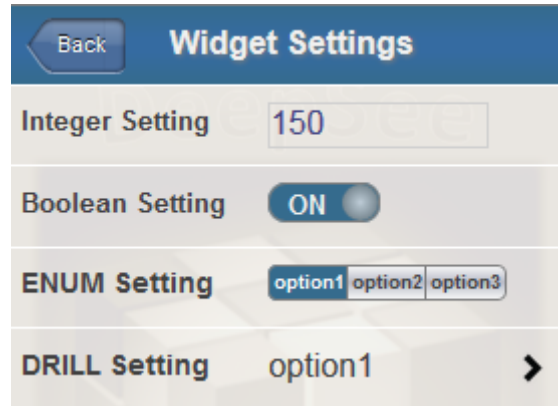 Back Widget Settings
Integer Setting 150
Boolean Setting ON
ENUM Setting option1 option2 option3
DRILL Setting option1